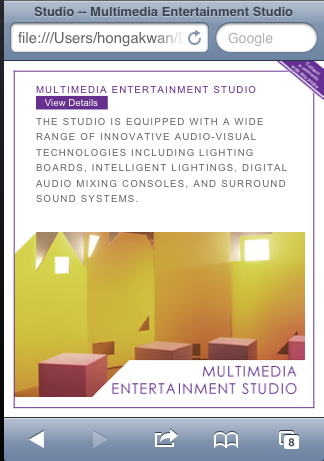 Studio -- Multimedia Entertainment Studio
file:///Users/hongakwan/
Google
MULTIMEDIA ENTERTAINMENT STUDIO
View Details
THE STUDIO IS EQUIPPED WITH A WIDE
RANGE OF INNOVATIVE AUDIO-VISUAL
TECHNOLOGIES INCLUDING LIGHTING
BOARDS, INTELLIGENT LIGHTINGS, DIGITAL
AUDIO MIXING CONSOLES, AND SURROUND
SOUND SYSTEMS.
MULTIMEDIA
ENTERTAINMENT STUDIO
8